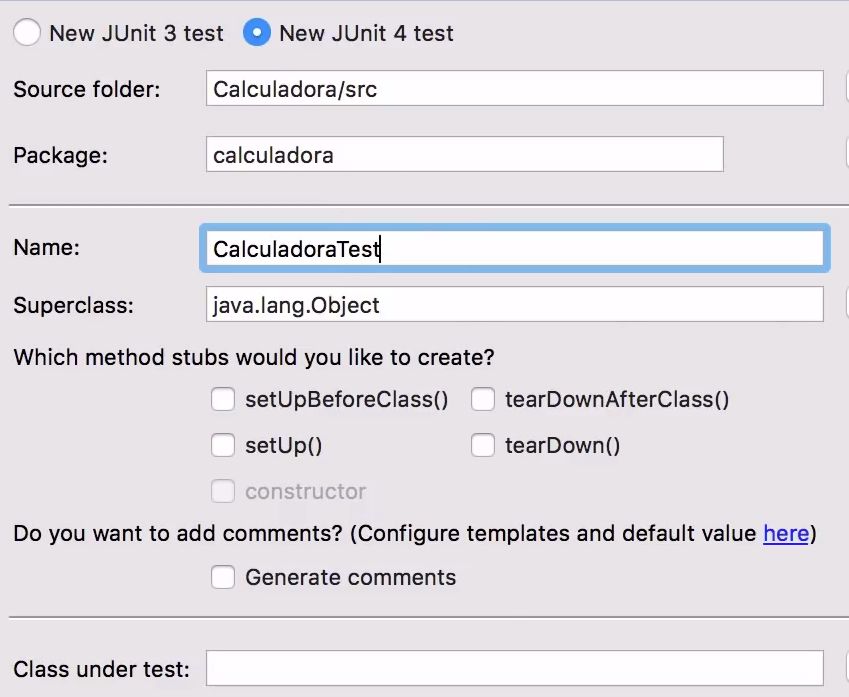 New JUnit 3 test New JUnit 4 test
Source folder: Calculadora/src
Package: calculadora
Name: CalculadoraTest
Superclass: java.lang.Object
Which method stubs would you like to create?
setUpBeforeClass() tearDownAfterClass()
setUp() tearDown()
constructor
Do you want to add comments? (Configure templates and default value here)
Generate comments
Class under test: